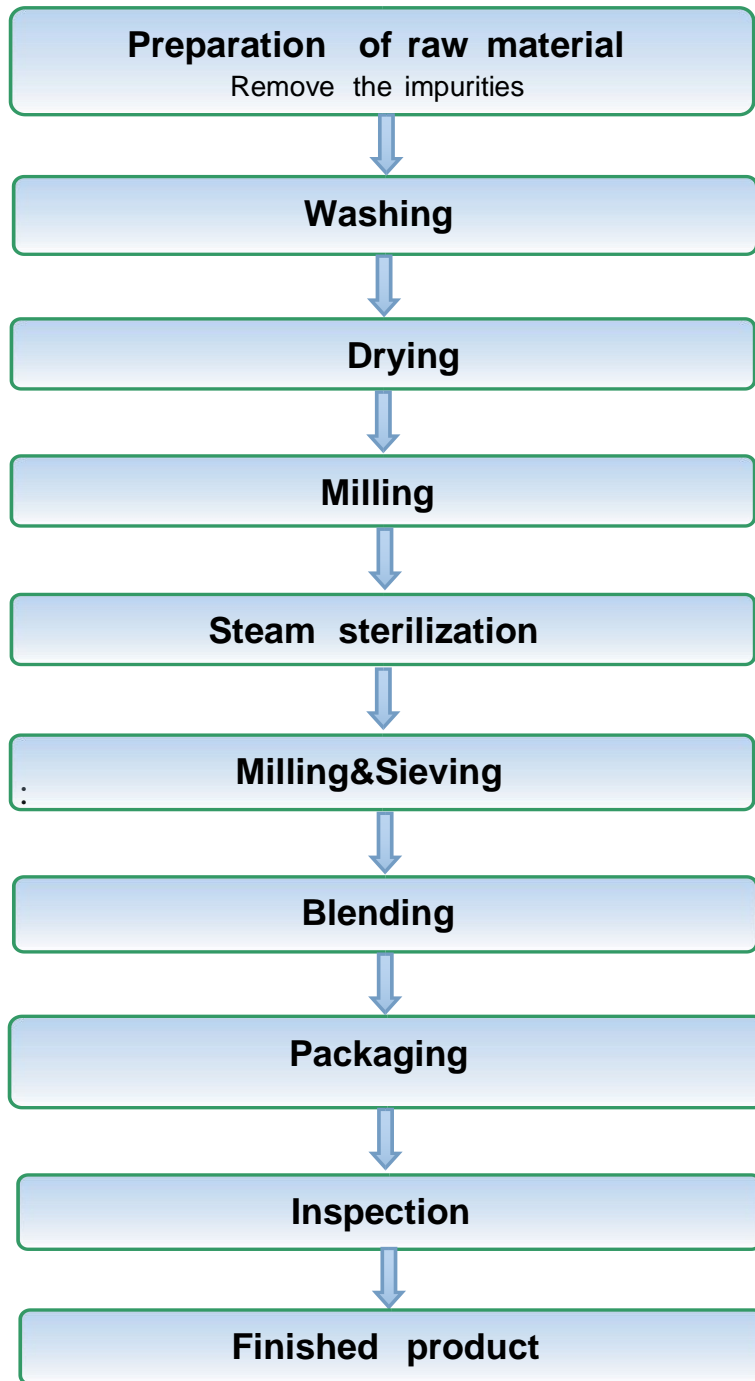 Preparation of raw material
Remove the impurities
Washing
Drying
Milling
Steam sterilization
Milling&Sieving
:
Blending
Packaging
Inspection
Finished product